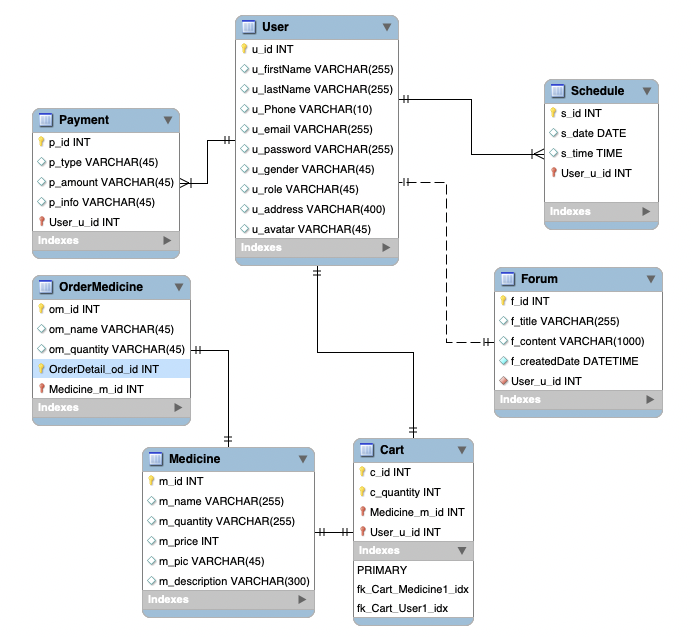 User
u_id INT
u_firstName VARCHAR(255)
u_lastName VARCHAR(255)
u_Phone VARCHAR(10)
u_email VARCHAR(255)
u_password VARCHAR(255)
u_gender VARCHAR(45)
u_role VARCHAR(45)
u_address VARCHAR(400)
u_avatar VARCHAR(45)
Indexes
Schedule
s_id INT
s_date DATE
s_time TIME
User_u_id INT
Indexes
Payment
p_id INT
p_type VARCHAR(45)
p_amount VARCHAR(45)
p_info VARCHAR(45)
User_u_id INT
Indexes
Forum
f_id INT
f_title VARCHAR(255)
f_content VARCHAR(1000)
f_createdDate DATETIME
User_u_id INT
Indexes
OrderMedicine
om_id INT
om_name VARCHAR(45)
om_quantity VARCHAR(45)
OrderDetail_od_id INT
Medicine_m_id INT
Indexes
Medicine
m_id INT
m_name VARCHAR(255)
m_quantity VARCHAR(255)
m_price INT
m_pic VARCHAR(45)
m_description VARCHAR(300)
Indexes
Cart
c_id INT
c_quantity INT
Medicine_m_id INT
User_u_id INT
Indexes
PRIMARY
fk_Cart_Medicine1_idx
fk_Cart_User1_idx